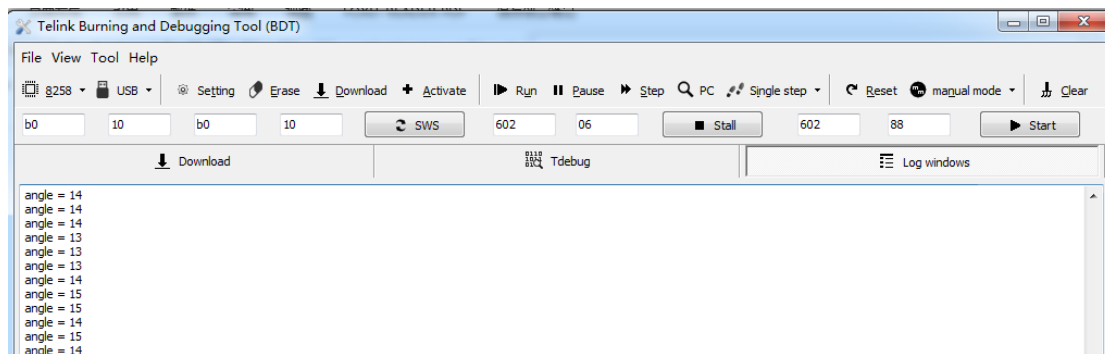 Telink Burning and Debugging Tool (BDT)
File View Tool Help
8258 USB Setting Erase Download Activate Run Pause Step PC Single step Reset manual mode Clear
b0 10 b0 10 SWS 602 06 Stall 602 88 Start
Download Tdebug Log windows
angle = 14
angle = 14
angle = 14
angle = 13
angle = 13
angle = 13
angle = 14
angle = 15
angle = 15
angle = 14
angle = 15
angle = 14